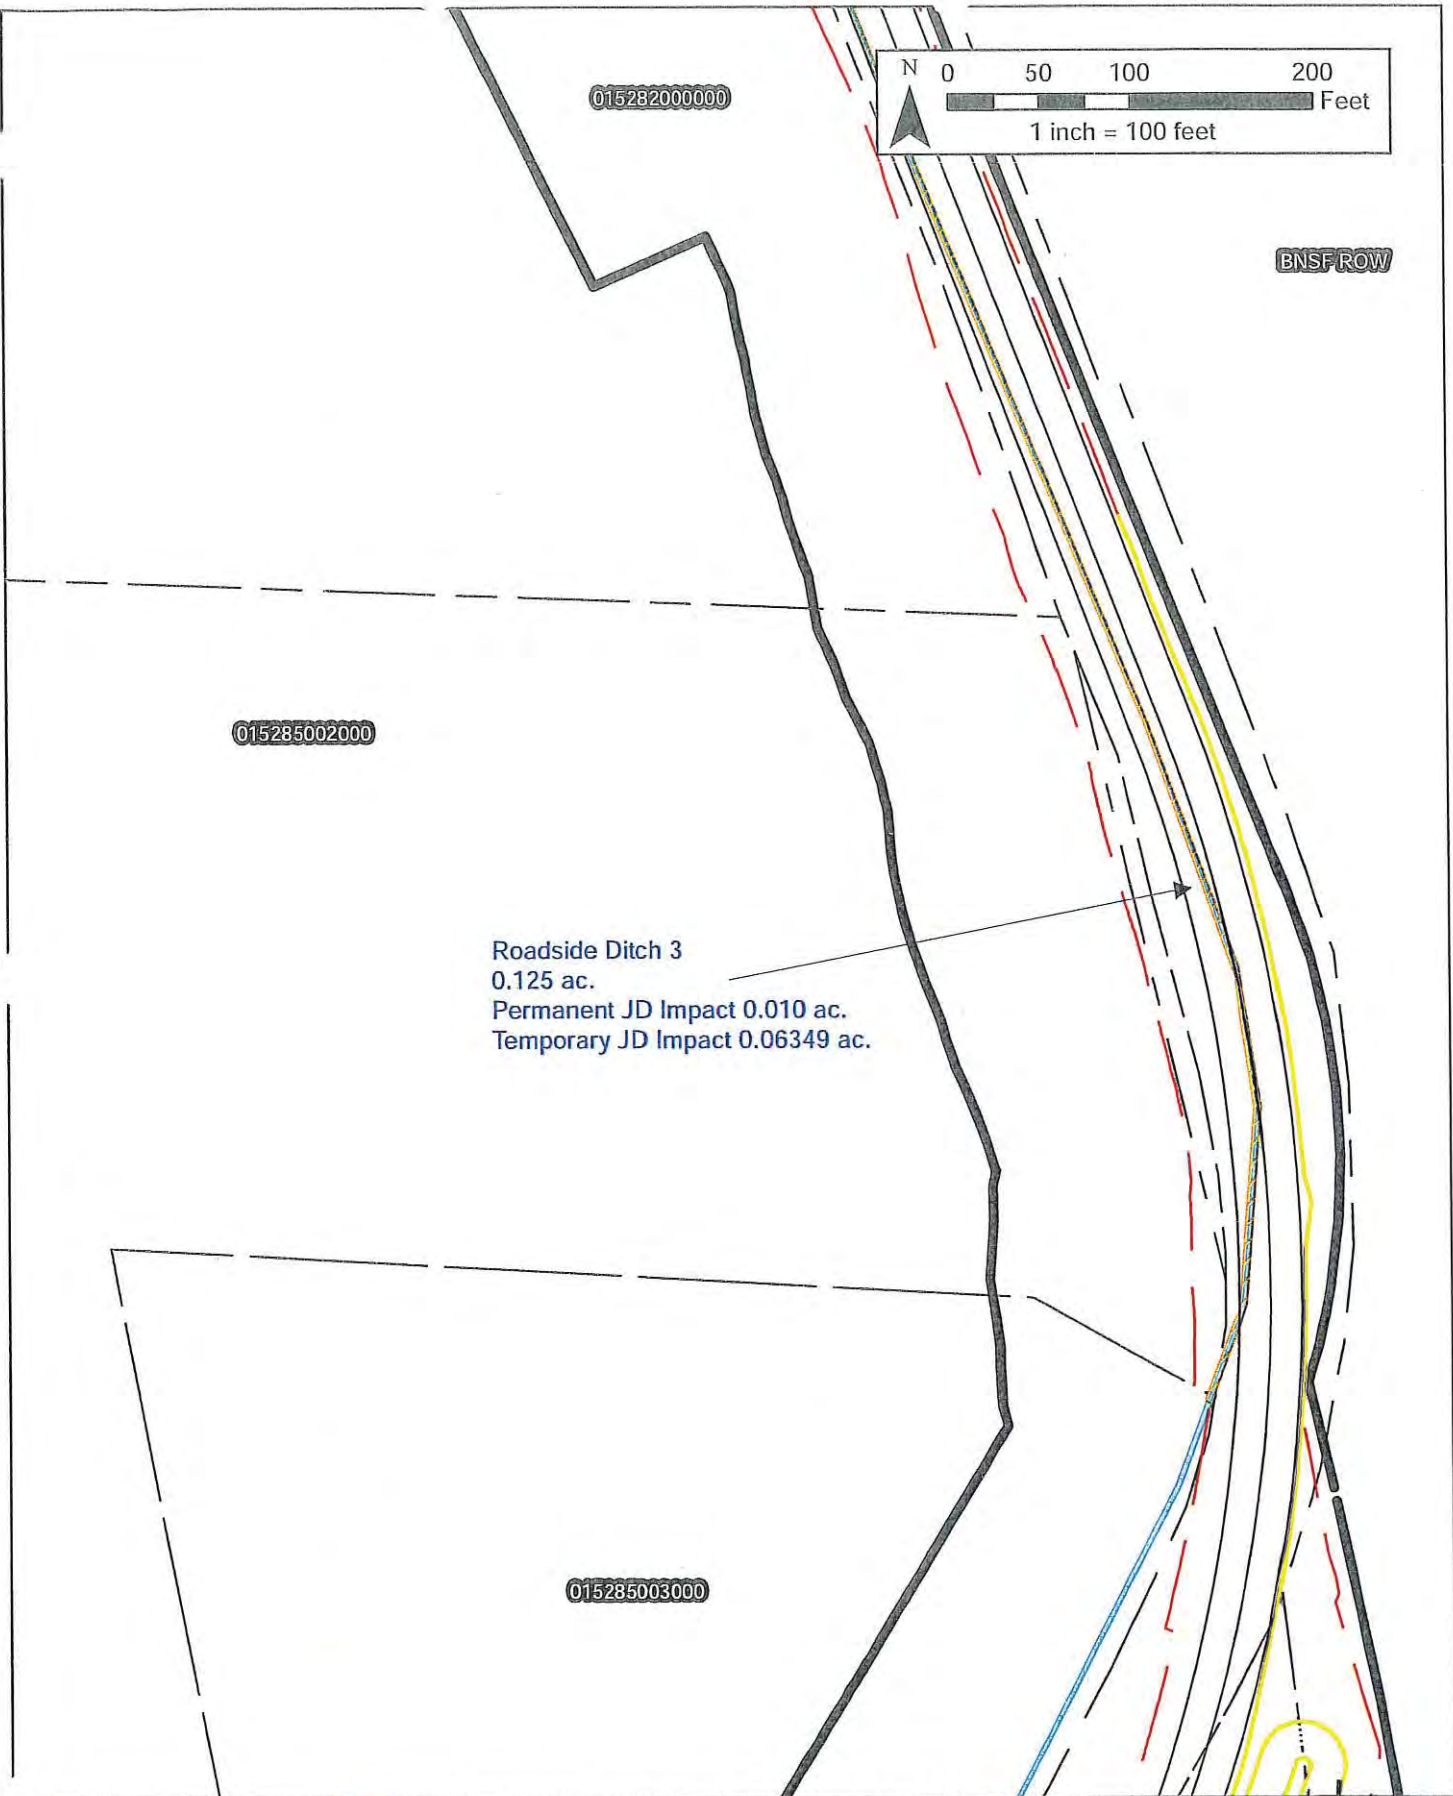 015282000000
N 0 50 100 200
Feet
1 inch = 100 feet
BNSF ROW
015285002000
Roadside Ditch 3
0.125 ac.
Permanent JD Impact 0.010 ac.
Temporary JD Impact 0.06349 ac.
015285003000